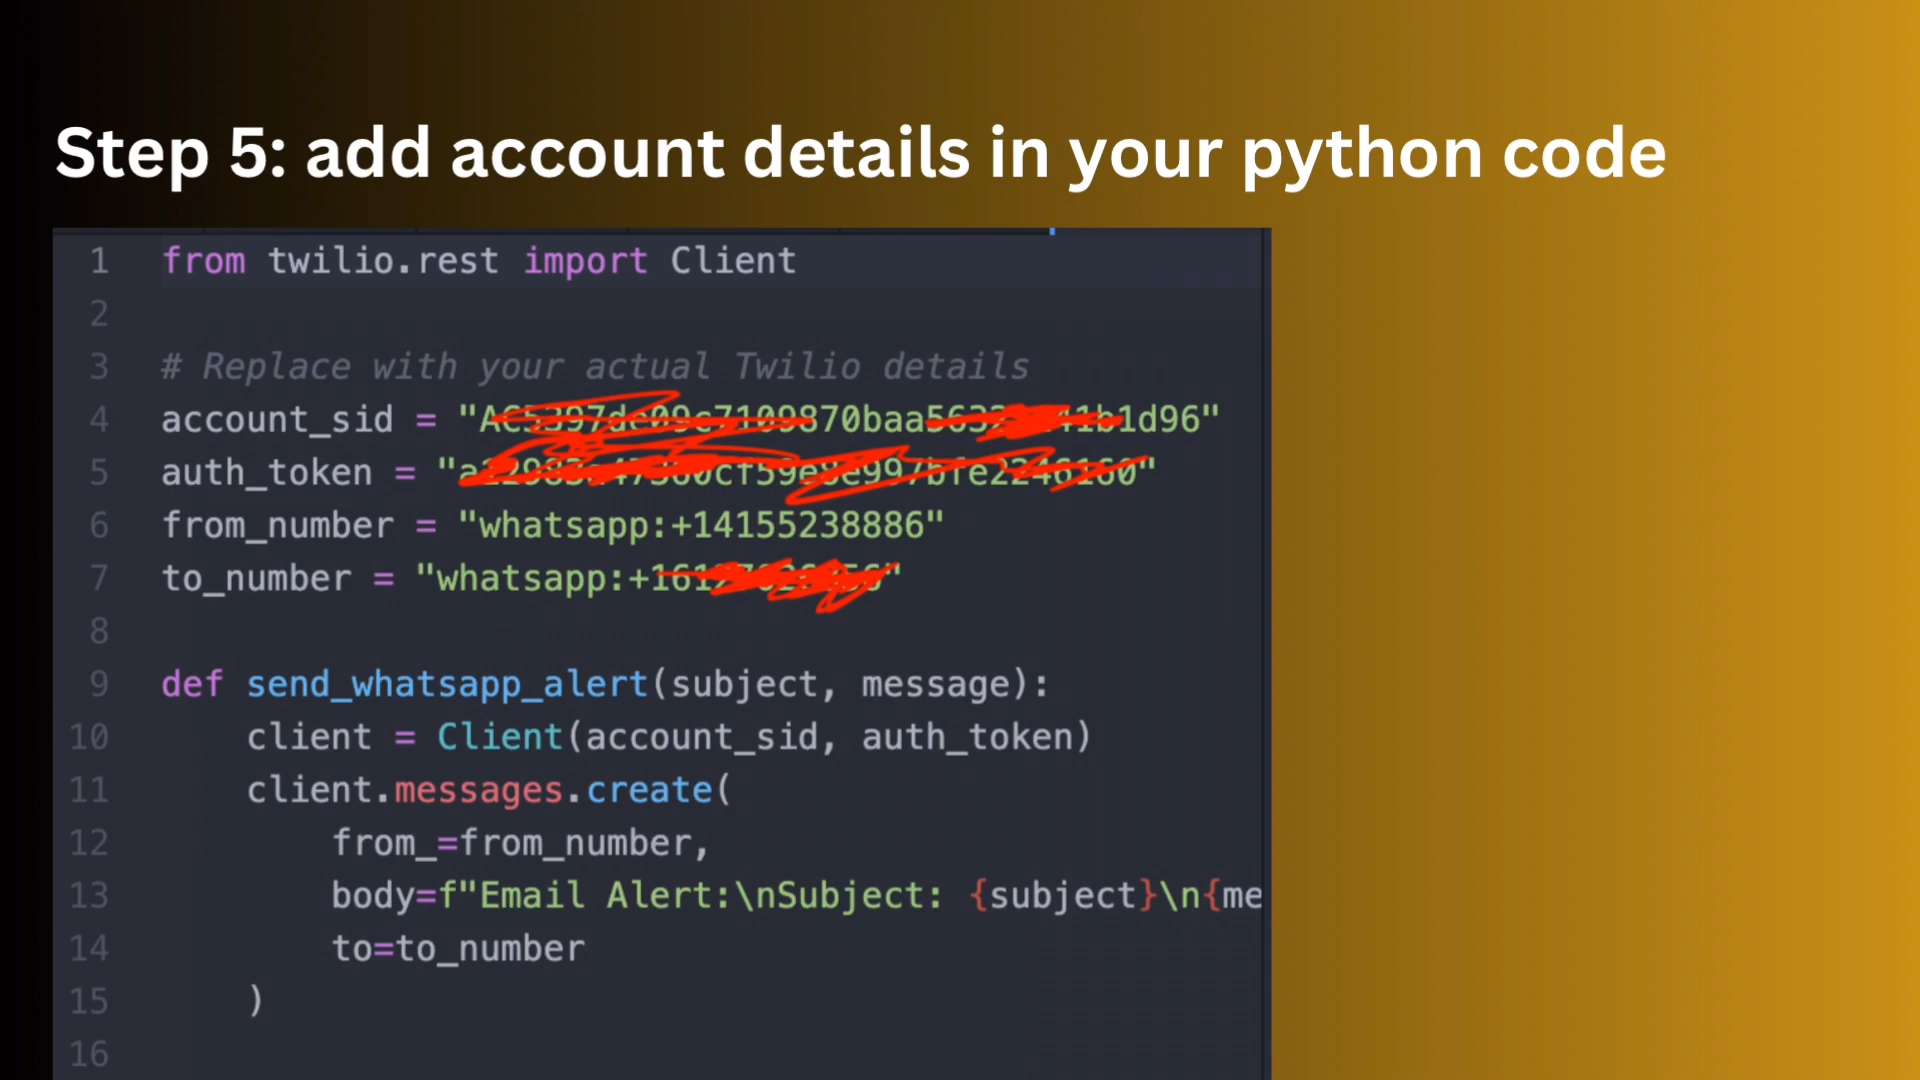 Step 5: add account details in your python code
1 from twilio.rest import Client
2
3 # Replace with your actual Twilio details
4 account_sid =
5 auth_token =
6 from_number = "whatsapp:+14155238886"
7 to_number = "whatsapp:
8
9 def send_whatsapp_alert(subject, message):
10 client = Client(account_sid, auth_token)
11 client.messages.create(
12 from_=from_number,
13 body=f"Email Alert:\nSubject: {subject}\n{me
14 to=to_number
15 )
16